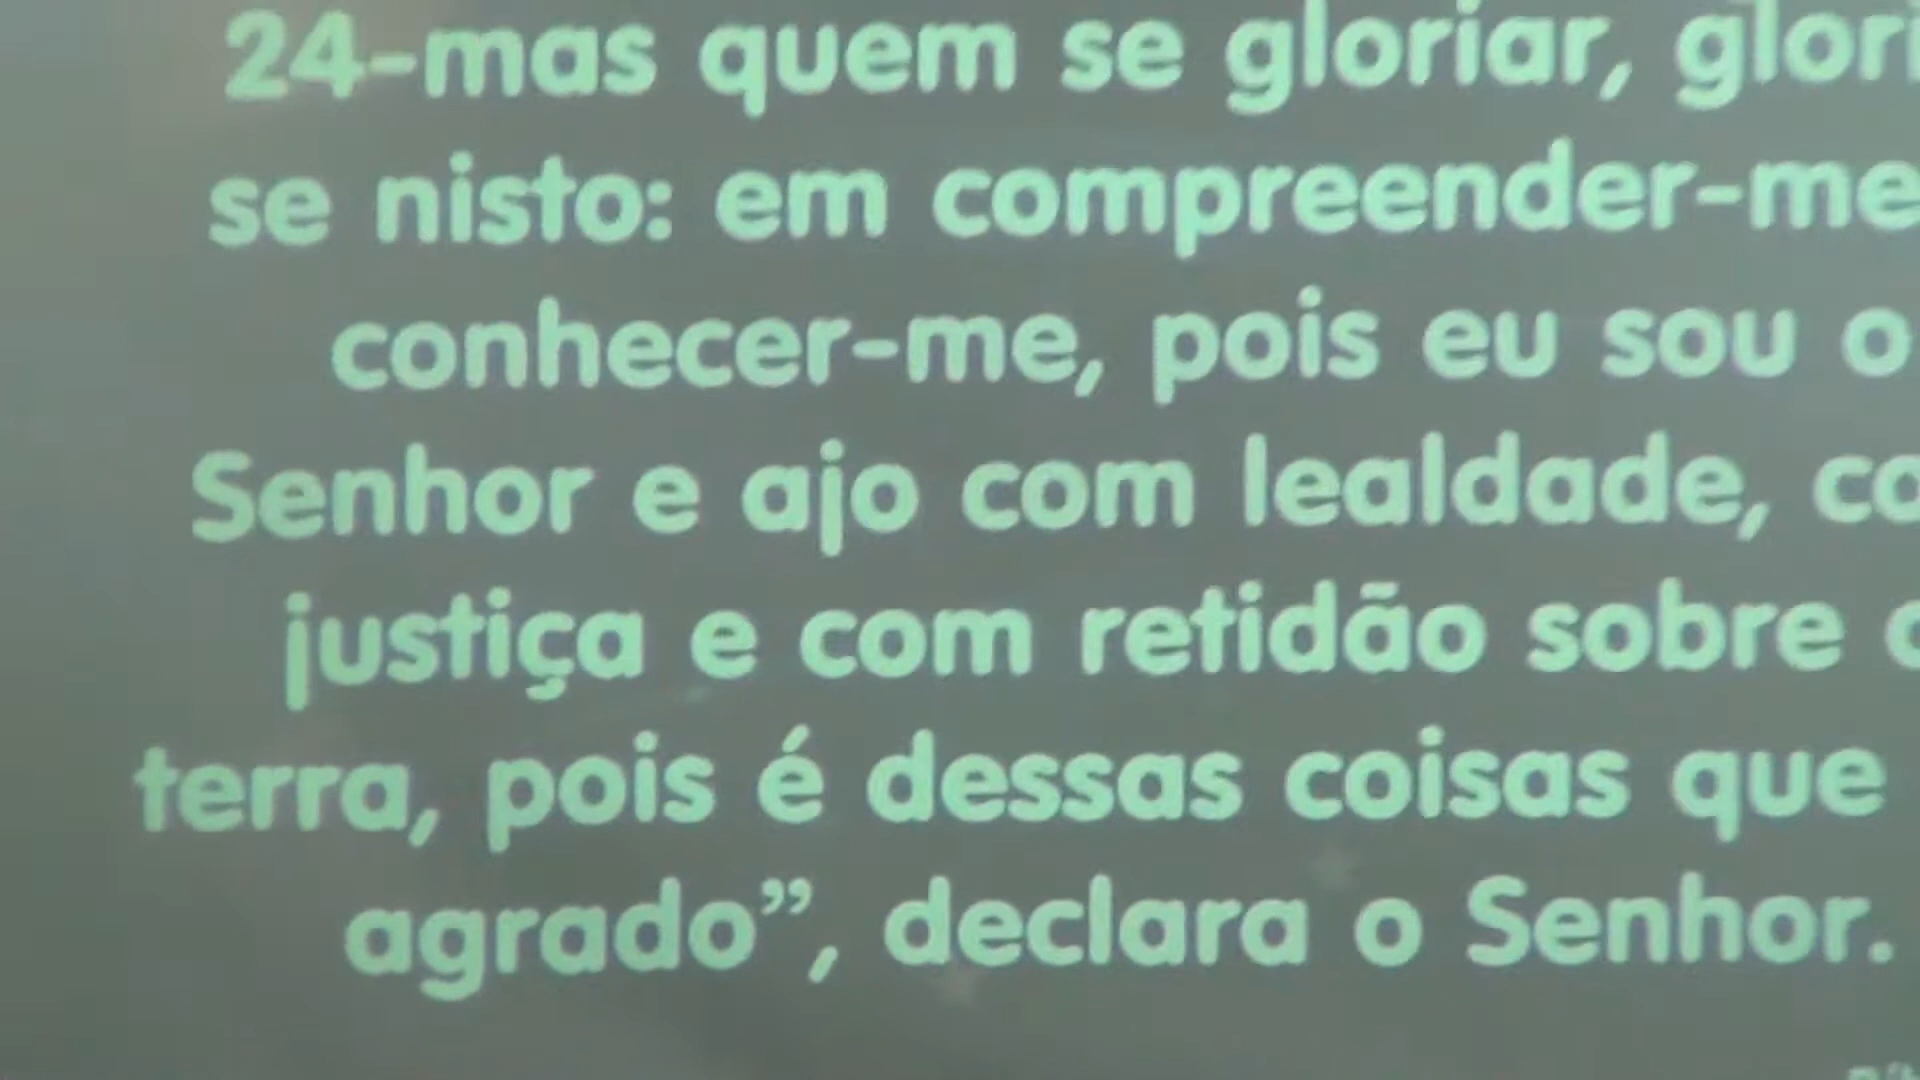 24-mas quem se gloriar, glori
se nisto: em compreender-me
conhecer-me, pois eu sou o
Senhor e ajo com lealdade, co
justiça e com retidão sobre a
terra, pois é dessas coisas que
agrado”, declara o Senhor.